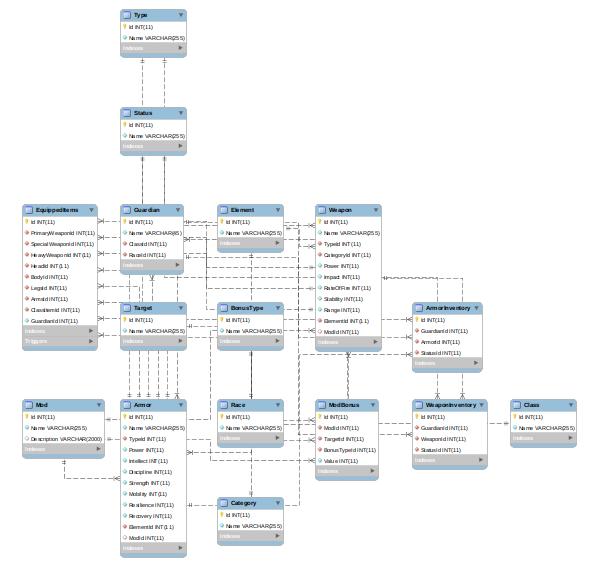 Type
Id INT(11)
Name VARCHAR(255)
Indexes
Status
Id INT(11)
Name VARCHAR(255)
Indexes
EquippedItems
Id INT(11)
PrimaryWeaponId INT(11)
SpecialWeaponId INT(11)
HeavyWeaponId INT(11)
HeadId INT(11)
BodyId INT(11)
LegsId INT(11)
ArmsId INT(11)
ClassItemId INT(11)
GuardianId INT(11)
Indexes
Triggers
Guardian
Id INT(11)
Name VARCHAR(45)
ClassId INT(11)
RaceId INT(11)
Indexes
Element
Id INT(11)
Name VARCHAR(255)
Indexes
Weapon
Id INT(11)
Name VARCHAR(255)
TypeId INT(11)
CategoryId INT(11)
Power INT(11)
Impact INT(11)
RateOfFire INT(11)
Stability INT(11)
Range INT(11)
ElementId INT(11)
ModId INT(11)
Indexes
Target
Id INT(11)
Name VARCHAR(255)
Indexes
BonusType
Id INT(11)
Name VARCHAR(255)
Indexes
ArmorInventory
Id INT(11)
GuardianId INT(11)
ArmorId INT(11)
StatusId INT(11)
Indexes
Mod
Id INT(11)
Name VARCHAR(255)
Description VARCHAR(2000)
Indexes
Armor
Id INT(11)
Name VARCHAR(255)
TypeId INT(11)
Power INT(11)
Intellect INT(11)
Discipline INT(11)
Strength INT(11)
Mobility INT(11)
Resilience INT(11)
Recovery INT(11)
ElementId INT(11)
ModId INT(11)
Indexes
Race
Id INT(11)
Name VARCHAR(255)
Indexes
ModBonus
Id INT(11)
ModId INT(11)
TargetId INT(11)
BonusTypeId INT(11)
Value INT(11)
Indexes
WeaponInventory
Id INT(11)
GuardianId INT(11)
WeaponId INT(11)
StatusId INT(11)
Indexes
Class
Id INT(11)
Name VARCHAR(255)
Indexes
Category
Id INT(11)
Name VARCHAR(255)
Indexes